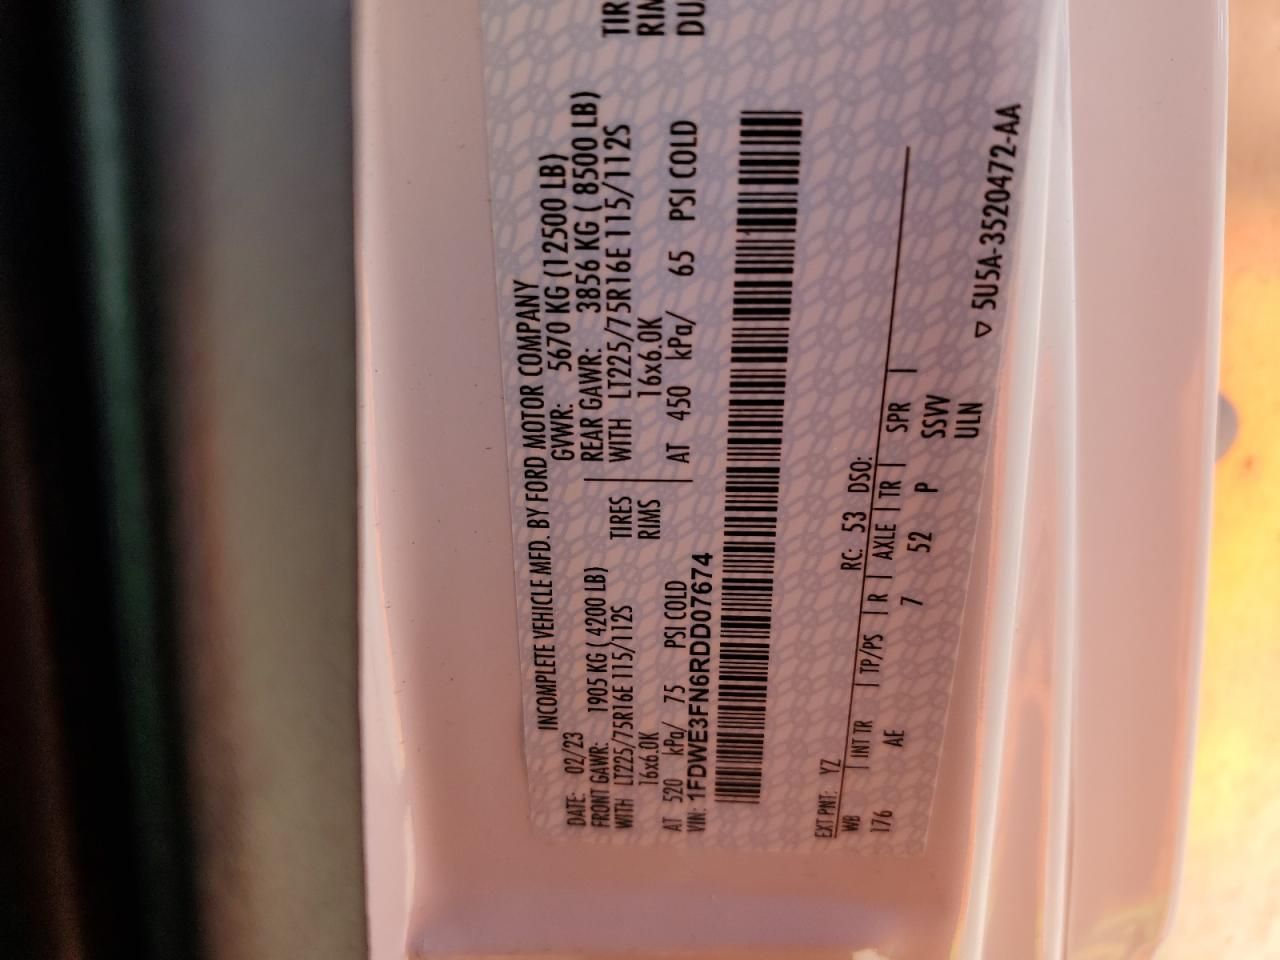 INCOMPLETE VEHICLE MFD. BY FORD MOTOR COMPANY
DATE: 02/23 GVWR: 5670 KG (12500 LB)
FRONT GAWR: 1905 KG ( 4200 LB) REAR GAWR: 3856 KG ( 8500 LB)
WITH LT225/75R16E 115/112S TIRES WITH LT225/75R16E 115/112S TIR
16x6.0K RIMS 16x6.0K RIM
AT 520 kPa/ 75 PSI COLD AT 450 kPa/ 65 PSI COLD DUA
VIN: 1FDWE3FN6RDD07674
EXT PNT: YZ RC: 53 DSO:
WB INT TR TP/PS R AXLE TR SPR
176 AE 7 52 P SSVV
ULN
▽ 5U5A-3520472-AA